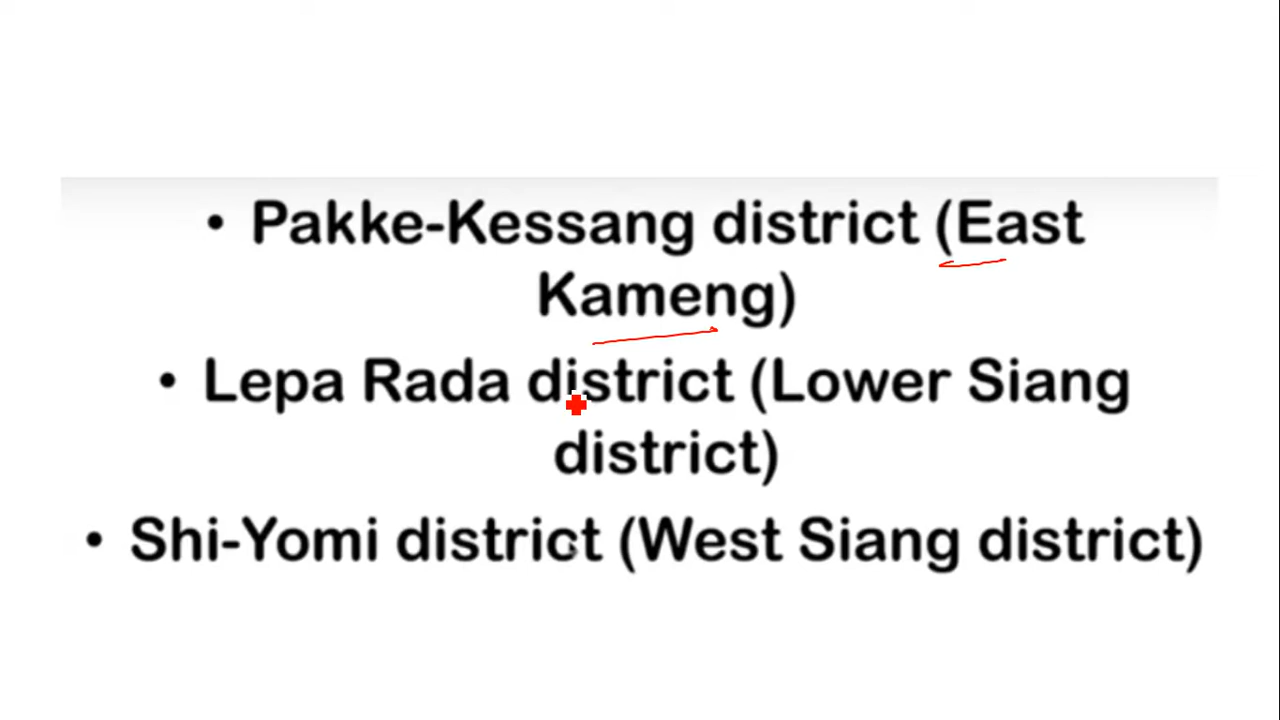 • Pakke-Kessang district (East
Kameng)
• Lepa Rada district (Lower Siang
district)
• Shi-Yomi district (West Siang district)